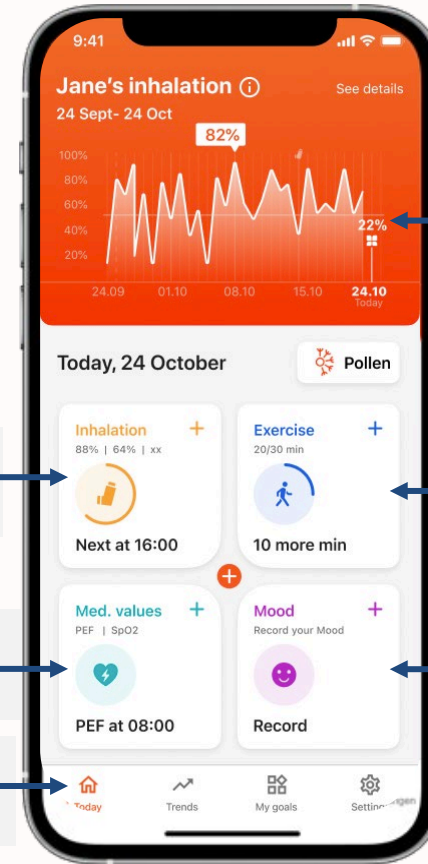 9:41
Jane's inhalation
See details
24 Sept- 24 Oct
82%
100%
80%
60%
40%
20%
22%
24.09 01.10 08.10 15.10 24.10
Today
Today, 24 October
Pollen
Inhalation +
88% | 64% | xx
Next at 16:00
Exercise +
20/30 min
10 more min
+
Med. values +
PEF | SpO2
PEF at 08:00
Mood +
Record your Mood
Record
Today Trends My goals